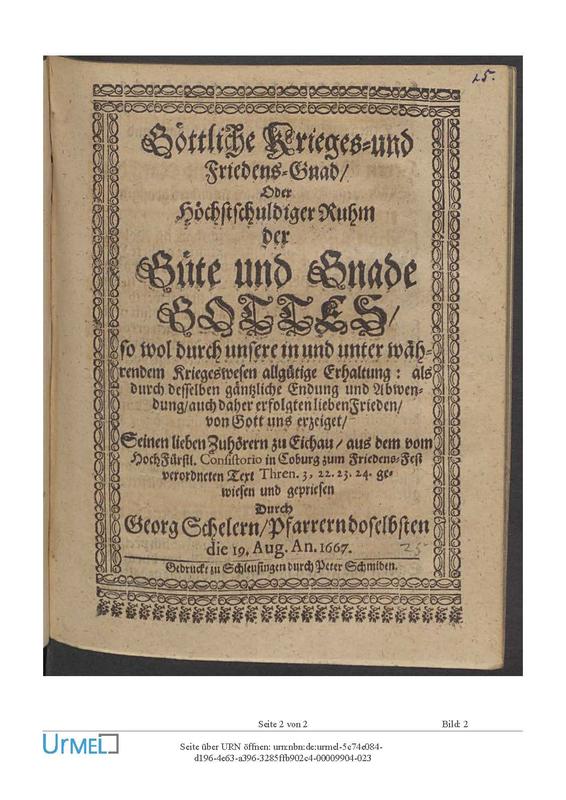 25.
Göttliche Krieges-und
Friedens-Gnad/
Oder
Höchstschuldiger Ruhm
der
Güte und Gnade
GOTTES/
so wol durch unsere in und unter wäh-
rendem Kriegeswesen allgütige Erhaltung: als
durch desselben gäntzliche Endung und Abwen-
dung/auch daher erfolgten lieben Frieden/
von Gott uns erzeiget/
Seinen lieben Zuhörern zu Eichau/ aus dem vom
HochFürstl. Consistorio in Coburg zum Friedens-Fest
verordneten Text Thren. 3, 22. 23. 24. ge-
wiesen und gepriesen
Durch
Georg Schelern/Pfarrern doselbsten
die 19. Aug. An. 1667.
25
Gedruckt zu Schleusingen durch Peter Schmiden.
Seite 2 von 2
Bild: 2
UrMEL
Seite über URN öffnen: urn:nbn:de:urmel-5c74e084-
d196-4e63-a396-3285ffb902c4-00009904-023